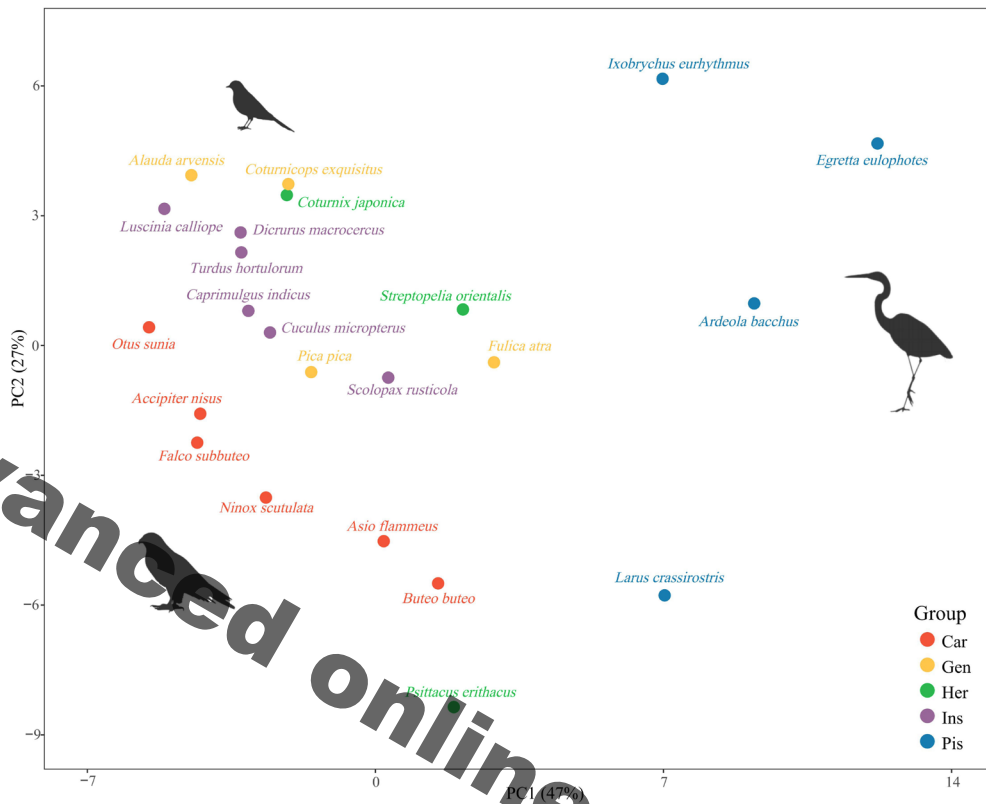 Ixobrychus eurhythmus
6
Alauda arvensis
Coturnicops exquisitus
Egretta eulophotes
Coturnix japonica
3
Luscinia calliope
Dicrurus macrocercus
Turdus hortulorum
Caprimulgus indicus
Streptopelia orientalis
Ardeola bacchus
Cuculus micropterus
Otus sunia
0
Pica pica
Fulica atra
PC2 (27%)
Scolopax rusticola
Accipiter nisus
Falco subbuteo
−3
Ninox scutulata
Asio flammeus
Larus crassirostris
Buteo buteo
−6
Group
Car
Gen
Her
Ins
Pis
Psittacus erithacus
−9
−7
0
7
14
PC1 (47%)
vanced online